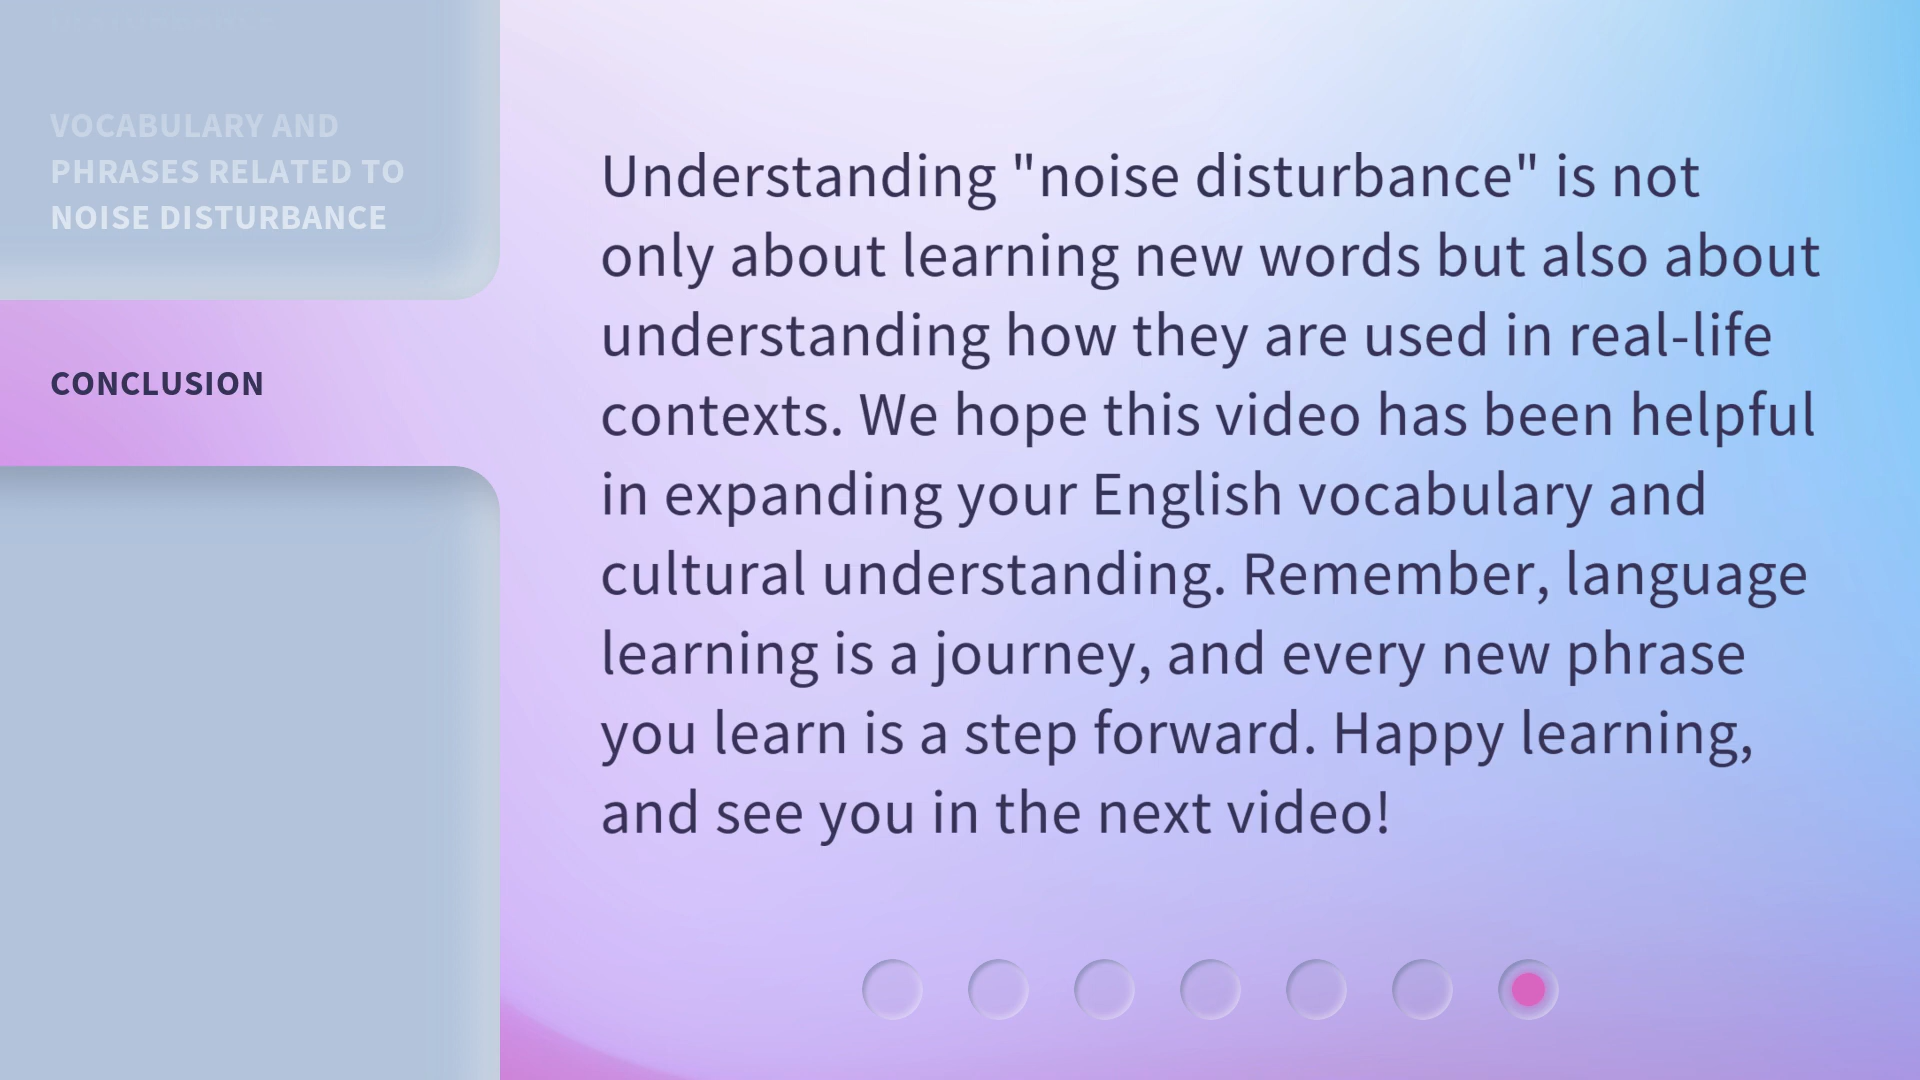 VOCABULARY AND
PHRASES RELATED TO
NOISE DISTURBANCE
CONCLUSION
Understanding "noise disturbance" is not
only about learning new words but also about
understanding how they are used in real-life
contexts. We hope this video has been helpful
in expanding your English vocabulary and
cultural understanding. Remember, language
learning is a journey, and every new phrase
you learn is a step forward. Happy learning,
and see you in the next video!